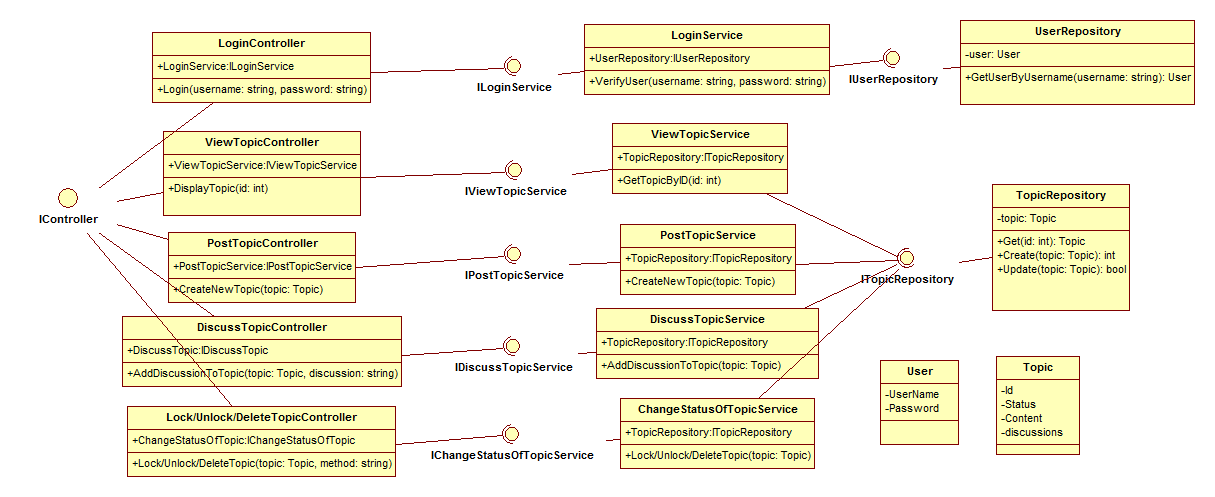 LoginController
+LoginService:ILoginService
+Login(username: string, password: string)
ILoginService
LoginService
+UserRepository:IUserRepository
+VerifyUser(username: string, password: string)
IUserRepository
UserRepository
-user: User
+GetUserByUsername(username: string): User
ViewTopicController
+ViewTopicService:IViewTopicService
+DisplayTopic(id: int)
IViewTopicService
ViewTopicService
+TopicRepository:ITopicRepository
+GetTopicByID(id: int)
IController
PostTopicController
+PostTopicService:IPostTopicService
+CreateNewTopic(topic: Topic)
IPostTopicService
PostTopicService
+TopicRepository:ITopicRepository
+CreateNewTopic(topic: Topic)
ITopicRepository
TopicRepository
-topic: Topic
+Get(id: int): Topic
+Create(topic: Topic): int
+Update(topic: Topic): bool
DiscussTopicController
+DiscussTopic:IDiscussTopic
+AddDiscussionToTopic(topic: Topic, discussion: string)
IDiscussTopicService
DiscussTopicService
+TopicRepository:ITopicRepository
+AddDiscussionToTopic(topic: Topic)
Lock/Unlock/DeleteTopicController
+ChangeStatusOfTopic:IChangeStatusOfTopic
+Lock/Unlock/DeleteTopic(topic: Topic, method: string)
IChangeStatusOfTopicService
ChangeStatusOfTopicService
+TopicRepository:ITopicRepository
+Lock/Unlock/DeleteTopic(topic: Topic)
User
-UserName
-Password
Topic
-Id
-Status
-Content
-discussions